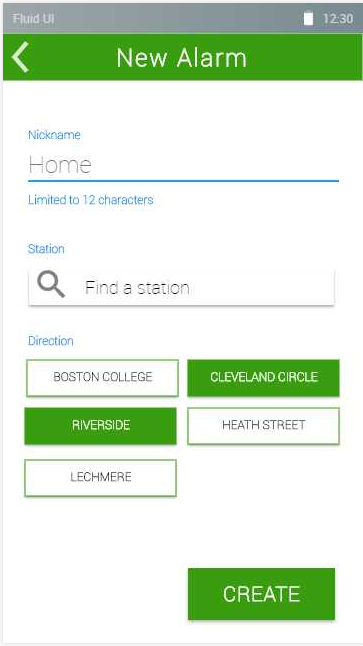 Fluid UI 12:30
New Alarm
Nickname
Home
Limited to 12 characters
Station
Find a station
Direction
BOSTON COLLEGE CLEVELAND CIRCLE
RIVERSIDE HEATH STREET
LECHMERE
CREATE